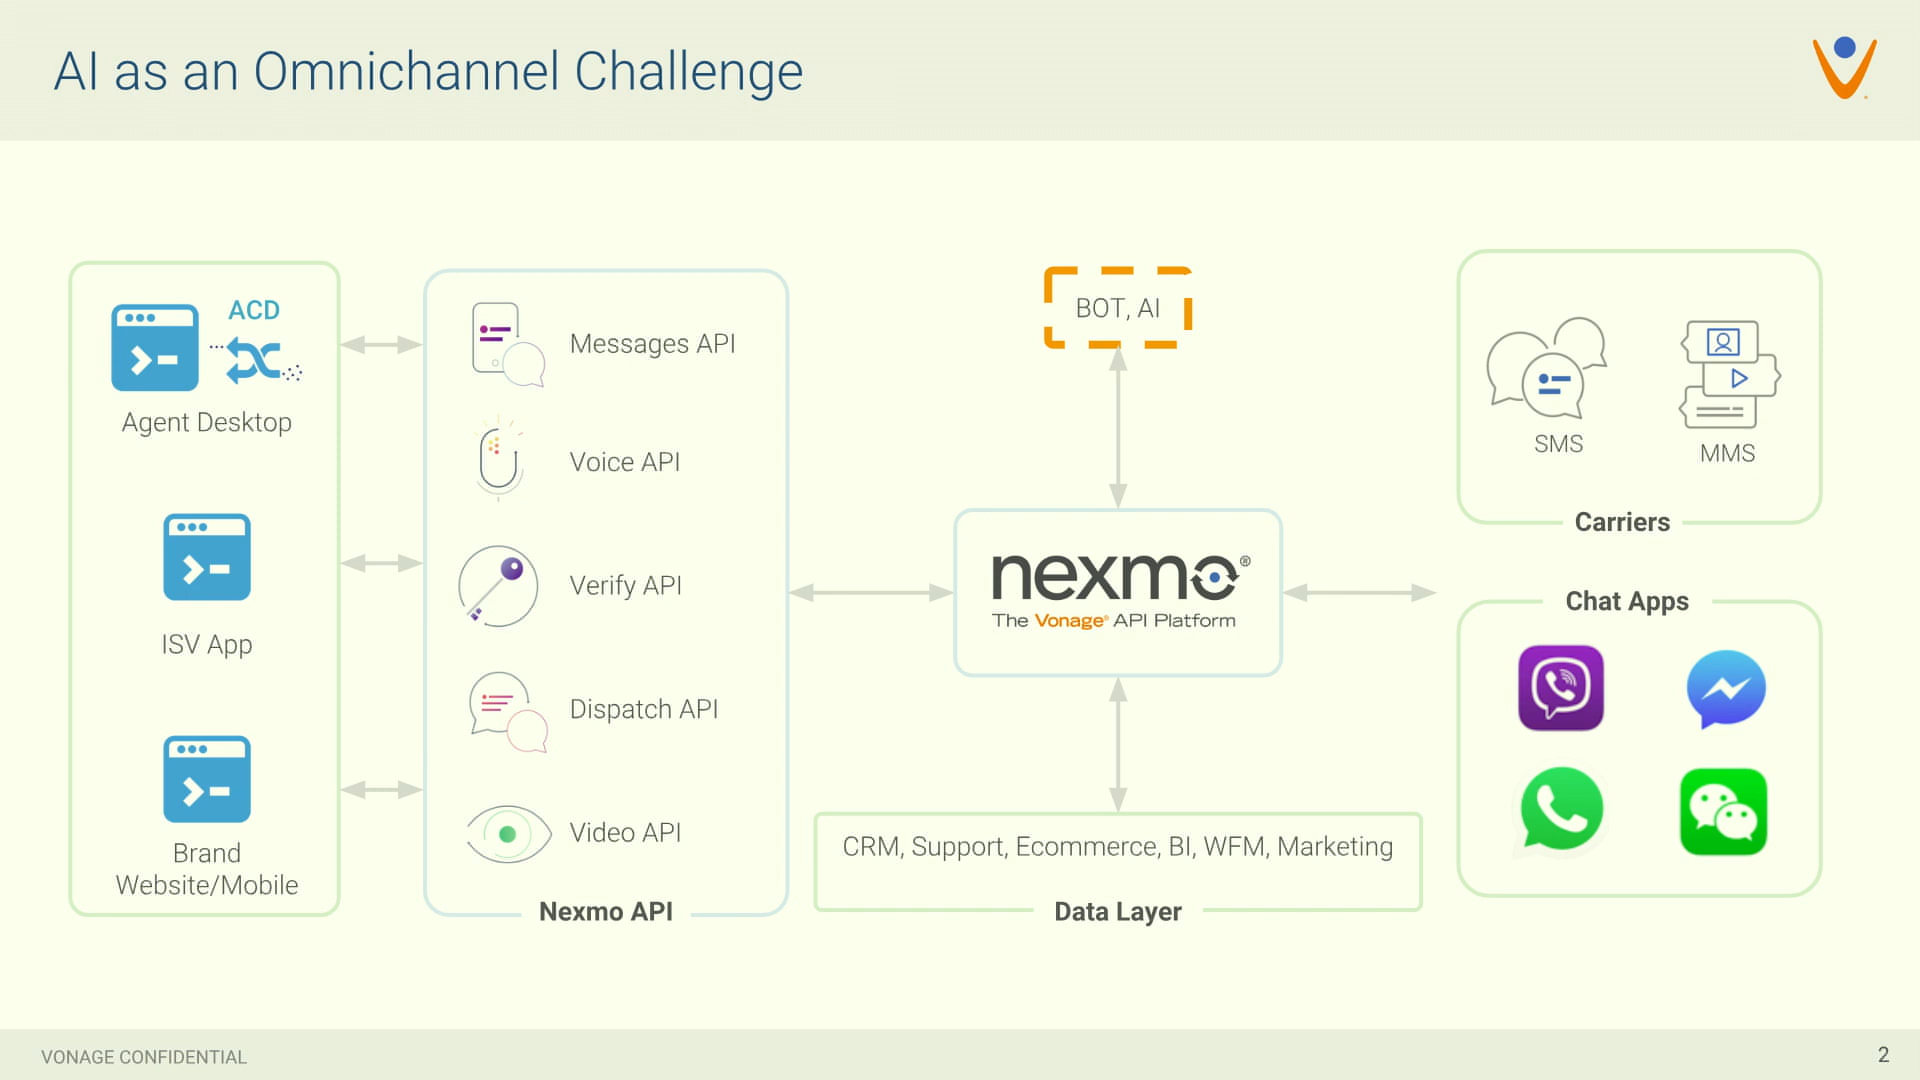 AI as an Omnichannel Challenge
ACD
Agent Desktop
ISV App
Brand
Website/Mobile
Messages API
Voice API
Verify API
Dispatch API
Video API
Nexmo API
BOT, AI
nexmo®
The Vonage® API Platform
CRM, Support, Ecommerce, BI, WFM, Marketing
Data Layer
SMS
MMS
Carriers
Chat Apps
VONAGE CONFIDENTIAL
2